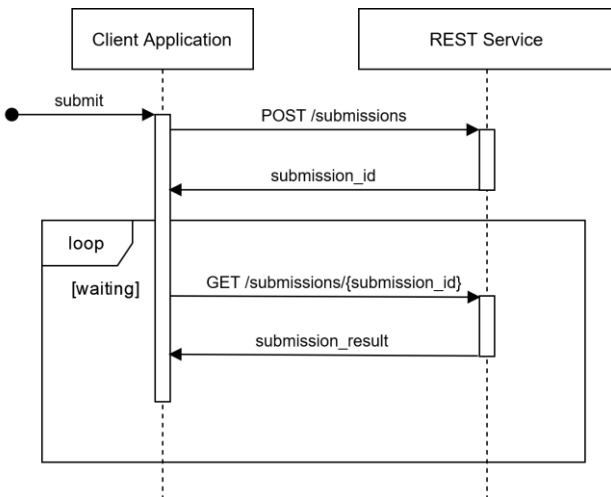 Client Application
REST Service
submit
POST /submissions
submission_id
loop
[waiting]
GET /submissions/{submission_id}
submission_result